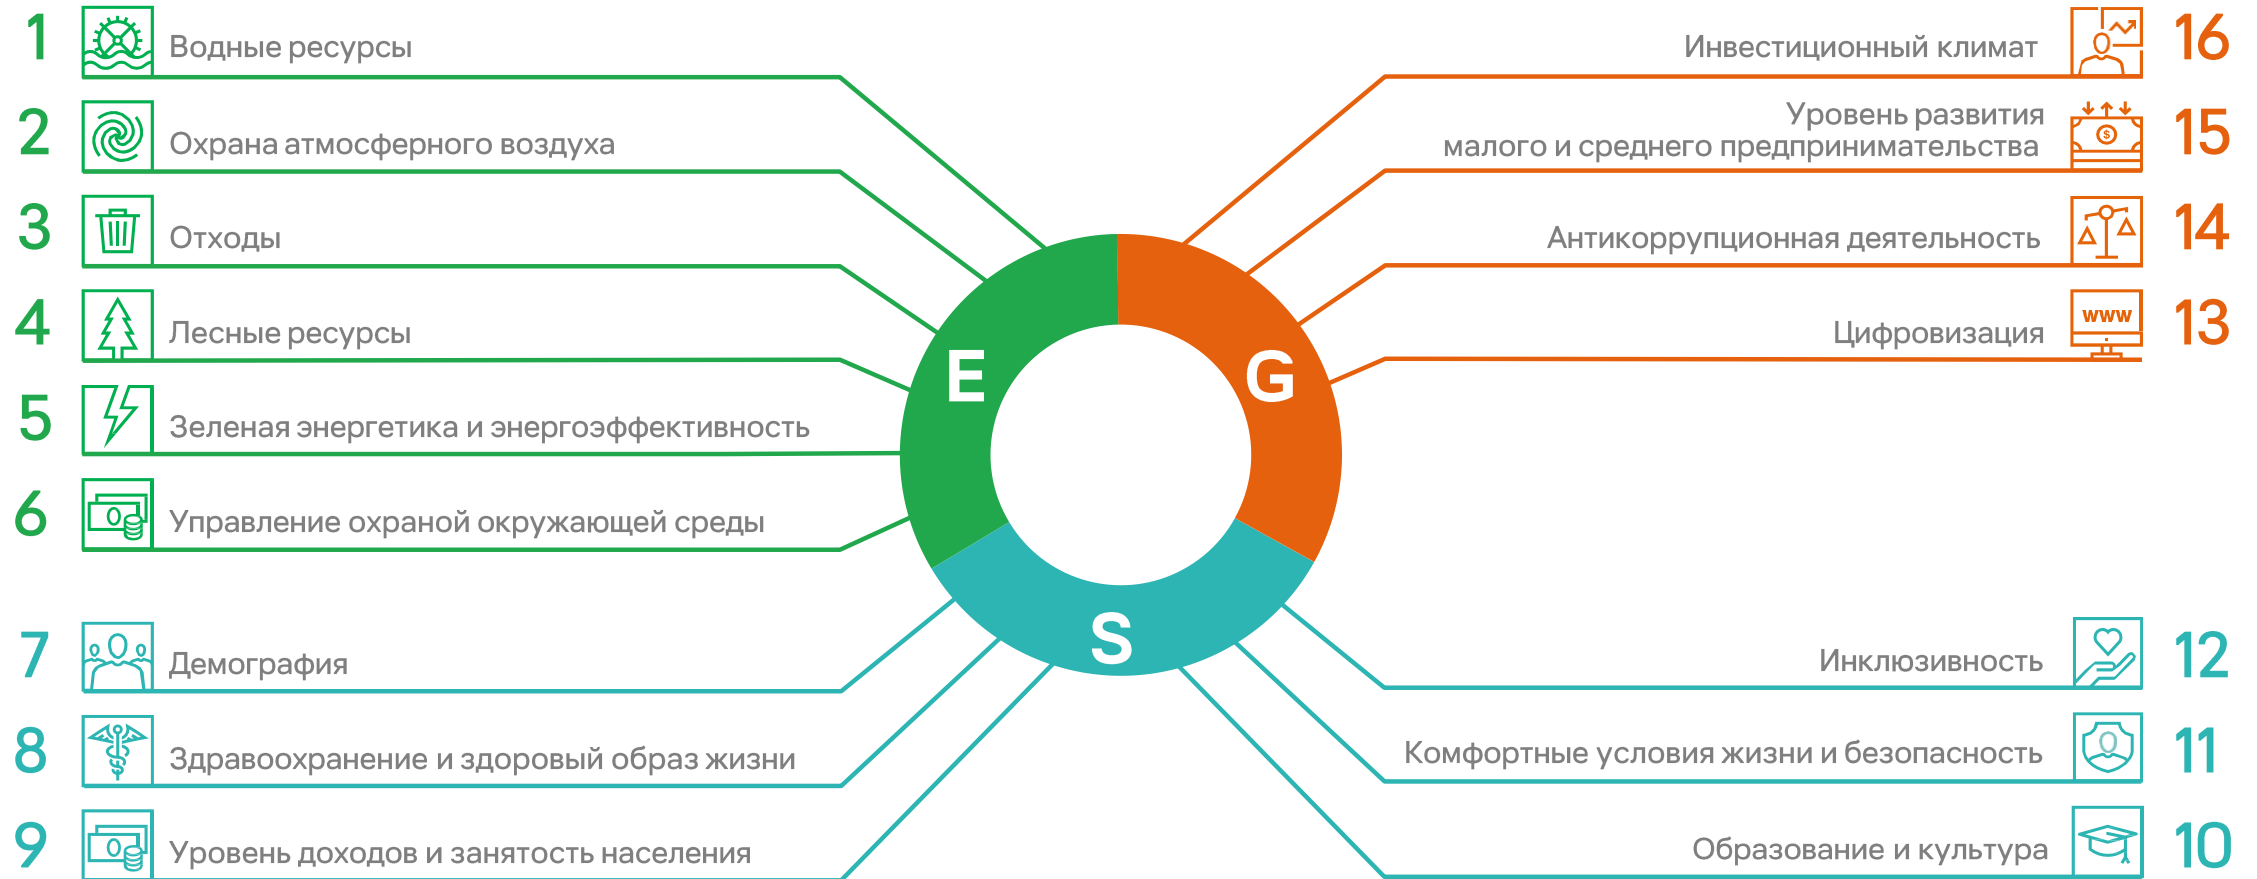 1
Водные ресурсы
2
Охрана атмосферного воздуха
3
Отходы
4
Лесные ресурсы
5
Зеленая энергетика и энергоэффективность
6
Управление охраной окружающей среды
7
Демография
8
Здравоохранение и здоровый образ жизни
9
Уровень доходов и занятость населения
E
G
S
Инвестиционный климат
16
Уровень развития
малого и среднего предпринимательства
$
15
Антикоррупционная деятельность
14
Цифровизация
www
13
Инклюзивность
12
Комфортные условия жизни и безопасность
11
Образование и культура
10